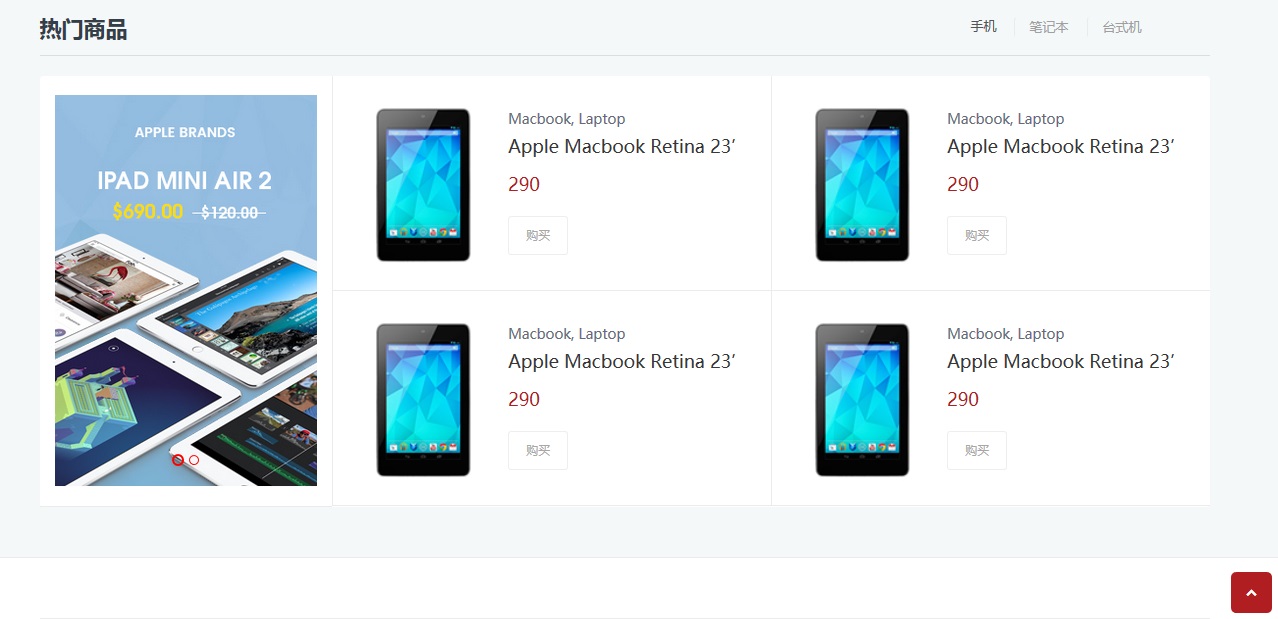 热门商品
手机
笔记本
台式机
APPLE BRANDS
IPAD MINI AIR 2
$690.00 $120.00
Macbook, Laptop
Apple Macbook Retina 23′
290
购买
Macbook, Laptop
Apple Macbook Retina 23′
290
购买
Macbook, Laptop
Apple Macbook Retina 23′
290
购买
Macbook, Laptop
Apple Macbook Retina 23′
290
购买